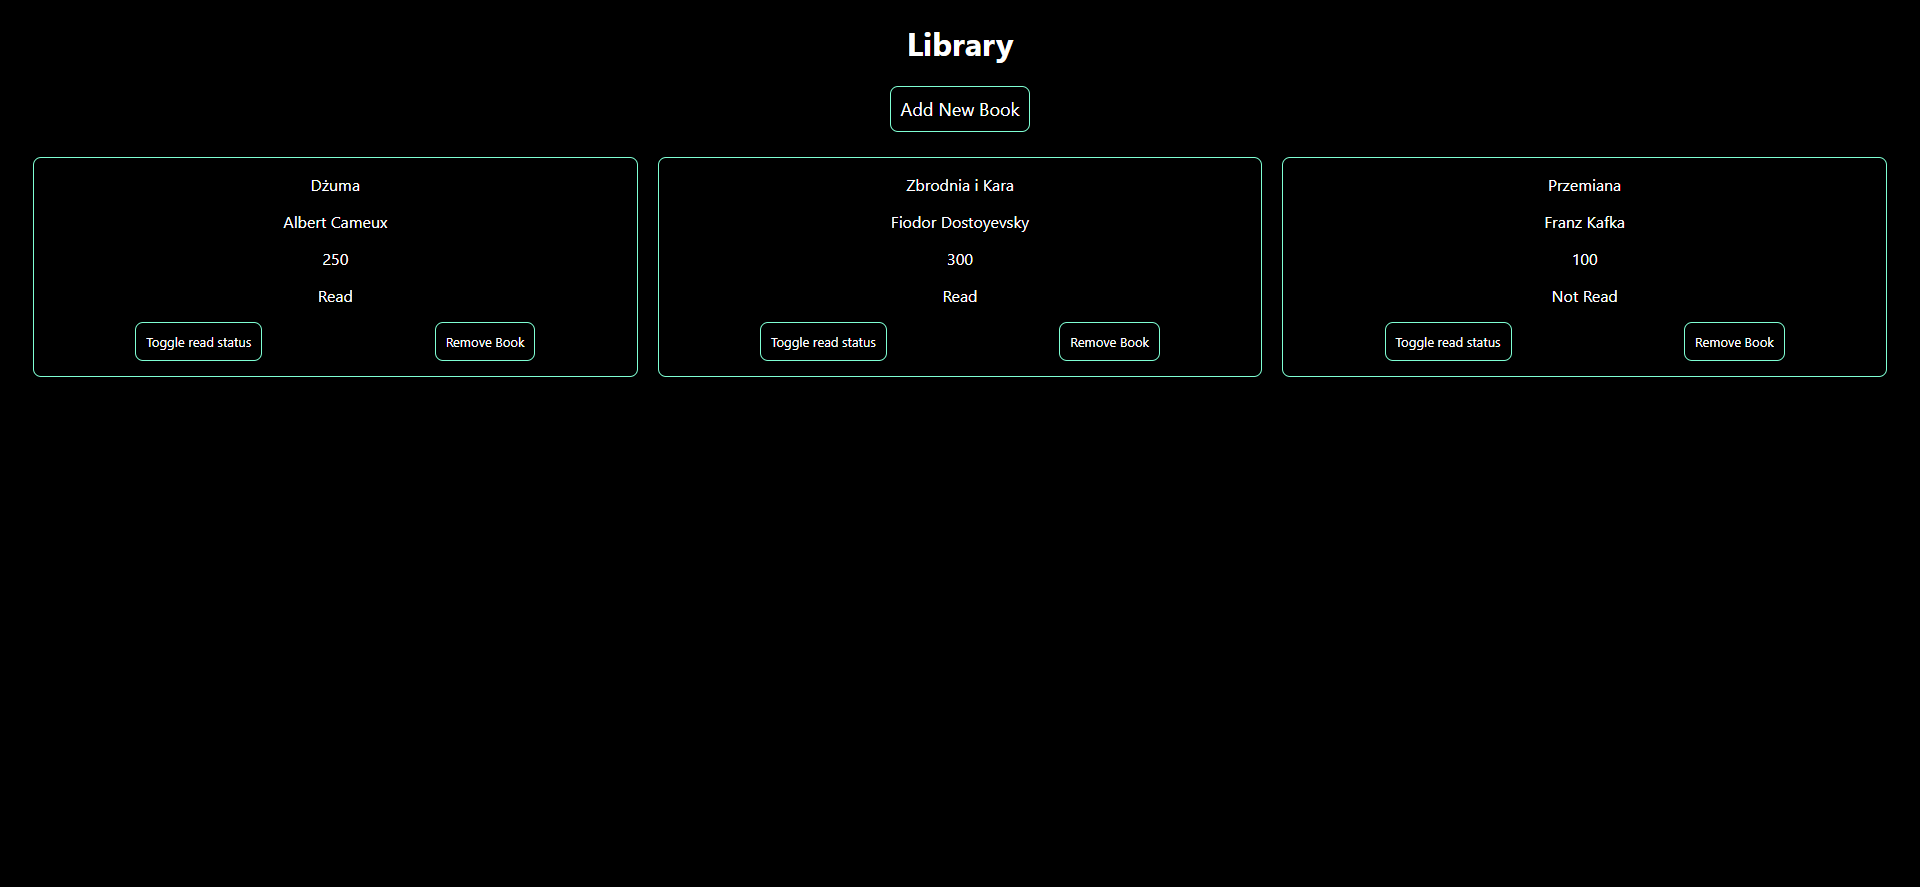 Library
Add New Book
Dżuma
Albert Cameux
250
Read
Toggle read status
Remove Book
Zbrodnia i Kara
Fiodor Dostoyevsky
300
Read
Toggle read status
Remove Book
Przemiana
Franz Kafka
100
Not Read
Toggle read status
Remove Book